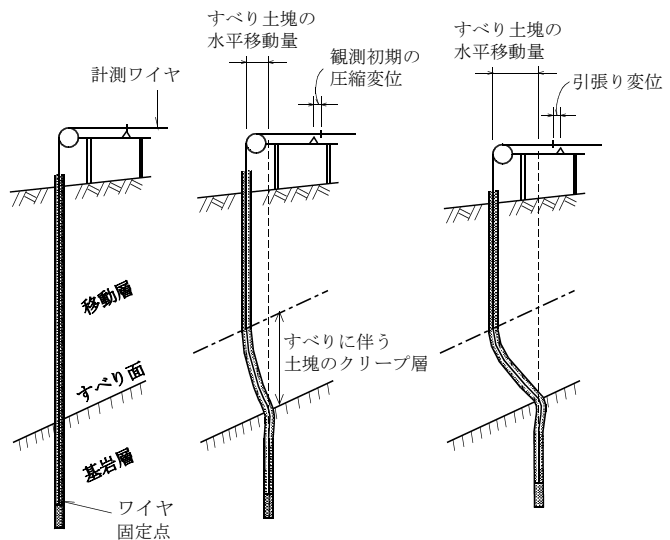 すべり土塊の
水平移動量
観測初期の
圧縮変位
すべり土塊の
水平移動量
引張り変位
計測ワイヤ
移動層
すべり面
基岩層
すべりに伴う
土塊のクリープ層
ワイヤ
固定点